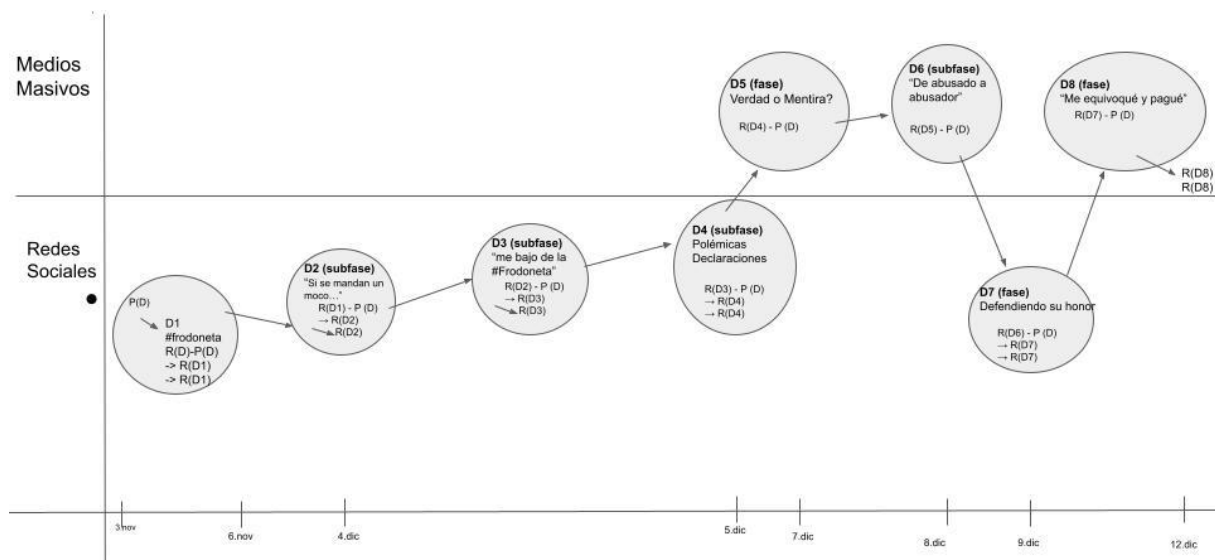 Medios
Masivos
D5 (fase)
Verdad o Mentira?
R(D4) - P (D)
D6 (subfase)
"De abusado a
abusador"
R(D5) - P (D)
D8 (fase)
"Me equivoqué y pagué"
R(D7) - P (D)
R(D8)
R(D8)
Redes
Sociales
P(D)
D1
#frodoneta
R(D)-P(D)
-> R(D1)
-> R(D1)
D2 (subfase)
"Si se mandan un
moco..."
R(D1) - P (D)
→ R(D2)
R(D2)
D3 (subfase)
"me bajo de la
#Frodoneta"
R(D2) - P (D)
→ R(D3)
R(D3)
D4 (subfase)
Polémicas
Declaraciones
R(D3) - P (D)
→ R(D4)
→ R(D4)
D7 (fase)
Defendiendo su honor
R(D6) - P (D)
→ R(D7)
→ R(D7)
3.nov
6.nov
4.dic
5.dic
7.dic
8.dic
9.dic
12.dic